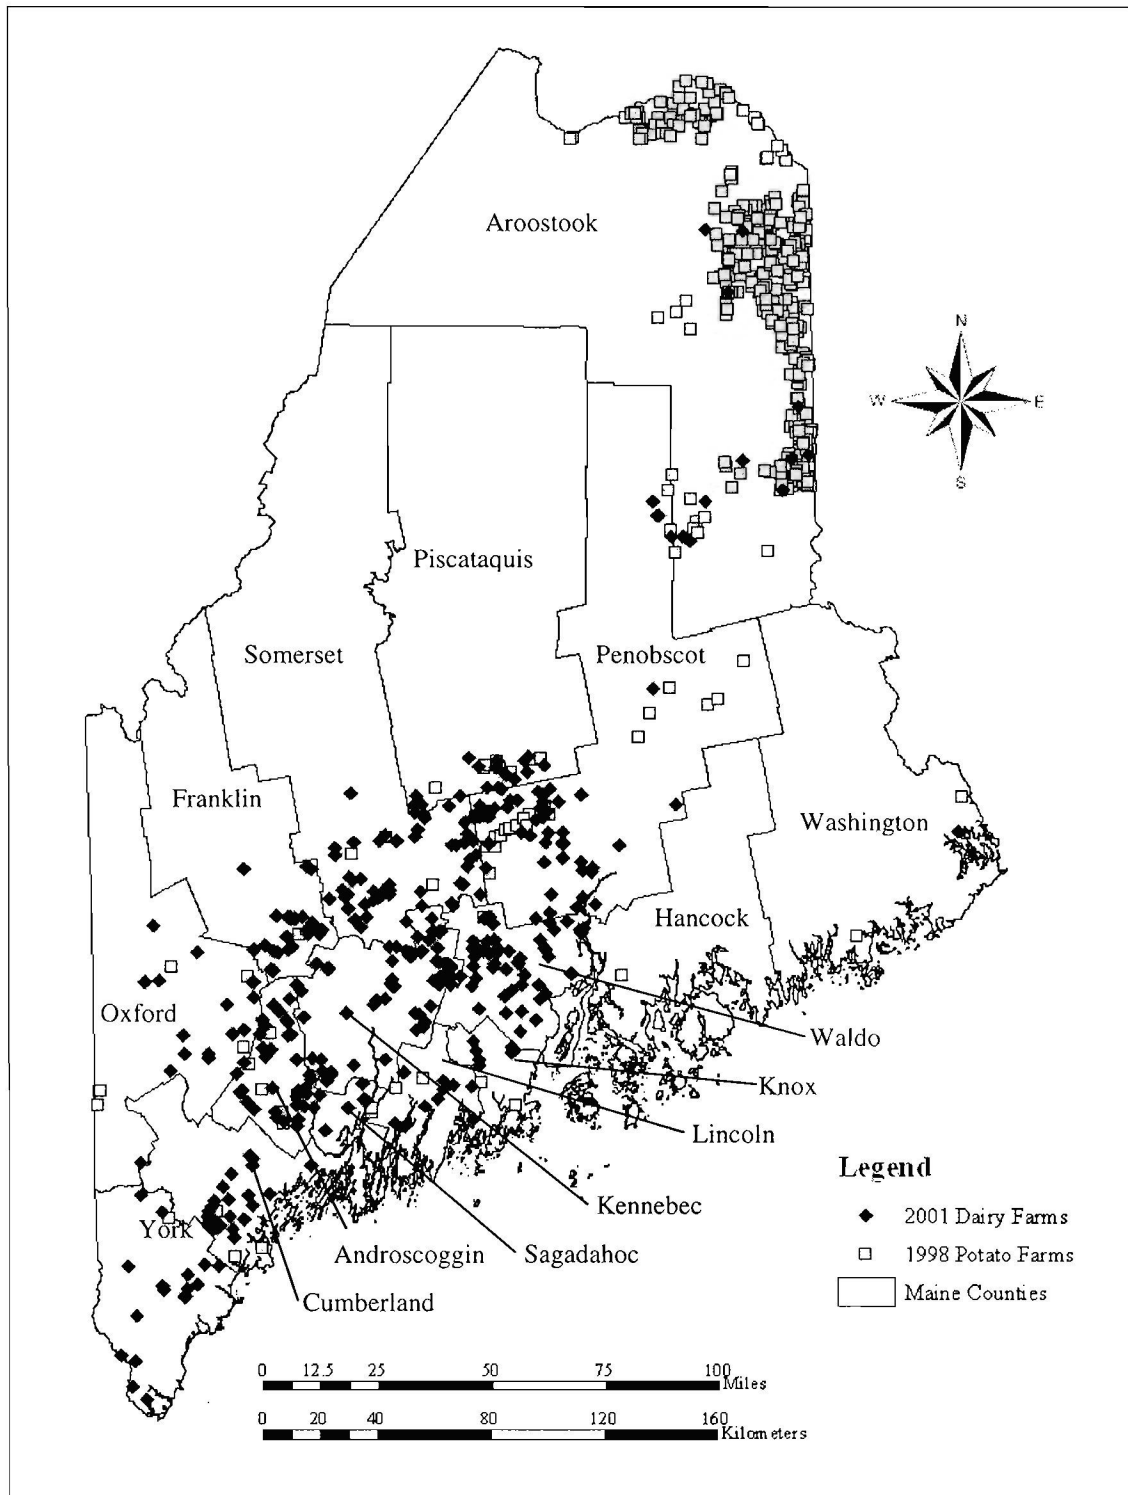 Aroostook
N
W
E
S
Piscataquis
Somerset
Penobscot
Franklin
Washington
Hancock
Oxford
Waldo
Knox
Lincoln
Legend
Kennebec
2001 Dairy Farms
York
Androscoggin
Sagadahoc
1998 Potato Farms
Maine Counties
Cumberland
0 12.5 25 50 75 100
Miles
0 20 40 80 120 160
Kilometers